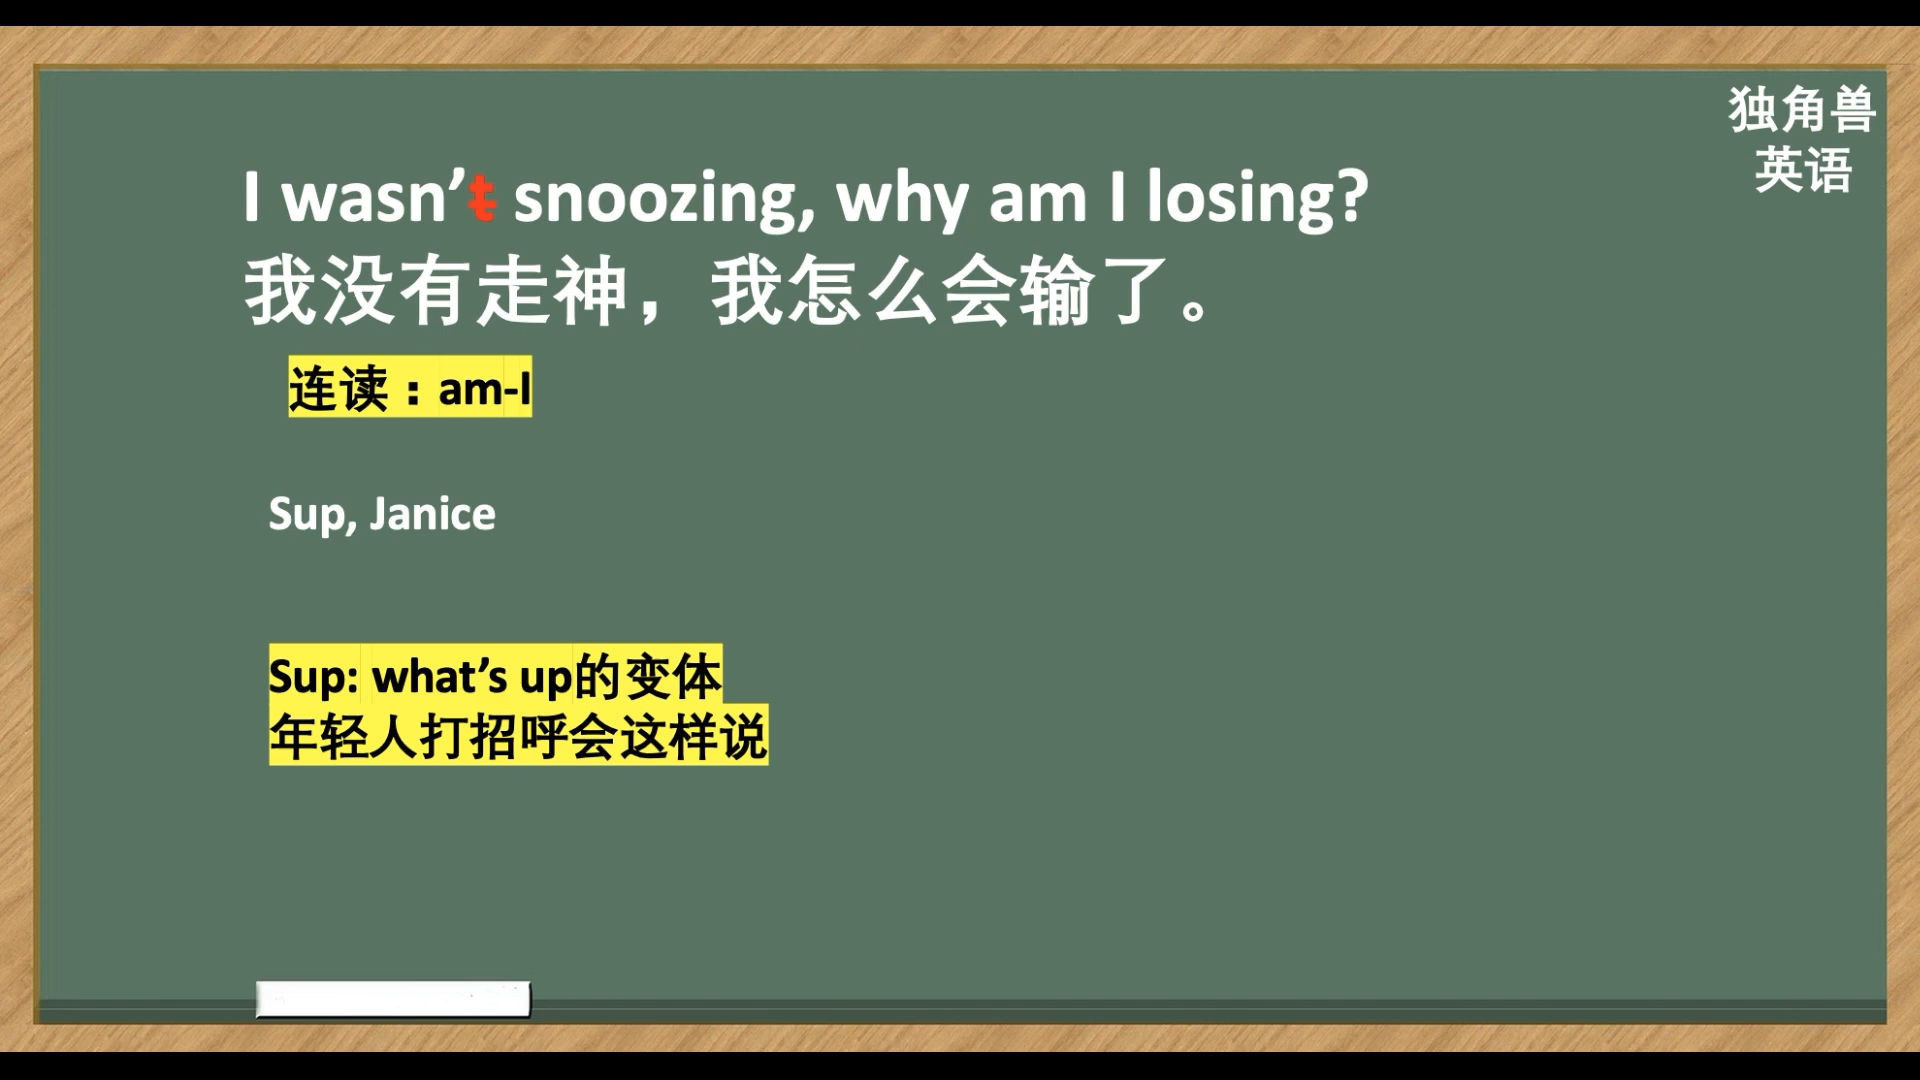 独角兽
英语
I wasn’t snoozing, why am I losing?
我没有走神，我怎么会输了。
连读：am-I
Sup, Janice
Sup: what’s up的变体
年轻人打招呼会这样说